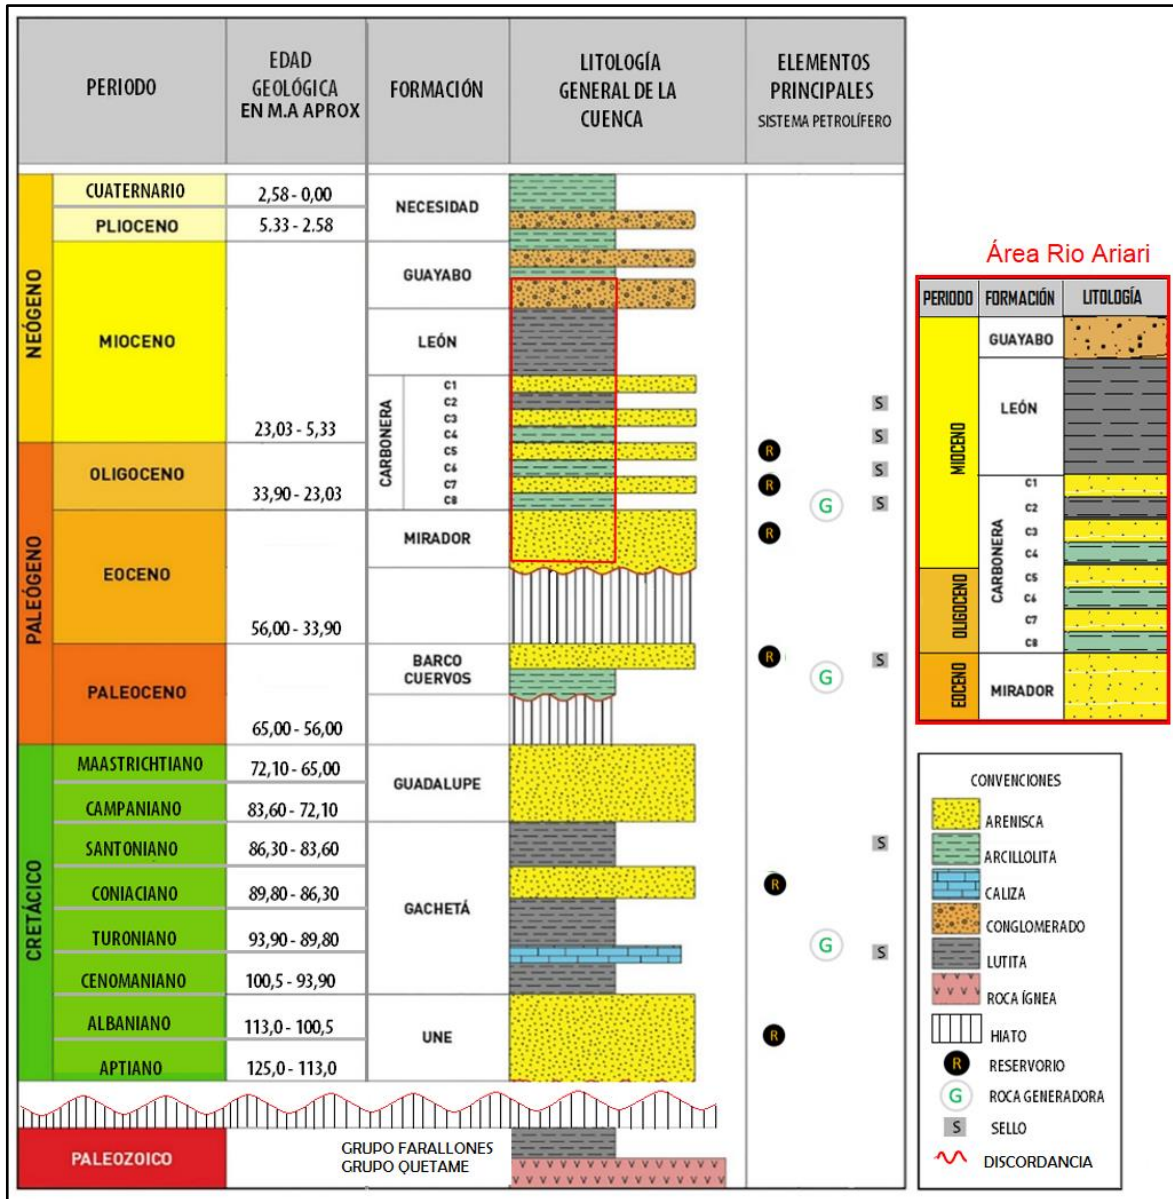 PERIODO
EDAD
GEOLÓGICA
EN M.A APROX
FORMACIÓN
LITOLOGÍA
GENERAL DE LA
CUENCA
ELEMENTOS
PRINCIPALES
SISTEMA PETROLÍFERO
NEÓGENO
CUATERNARIO
2,58 - 0,00
NECESIDAD
PLIOCENO
5.33 - 2.58
MIOCENO
23,03 - 5,33
GUAYABO
LEÓN
CARBONERA
C1
C2
S
C3
C4
S
C5
R
C6
S
C7
R
C8
G
S
PALEÓGENO
OLIGOCENO
33,90 - 23,03
MIRADOR
R
EOCENO
56,00 - 33,90
BARCO
CUERVOS
R
S
G
PALEOCENO
65,00 - 56,00
CRETÁCICO
MAASTRICHTIANO
72,10 - 65,00
GUADALUPE
CAMPANIANO
83,60 - 72,10
SANTONIANO
86,30 - 83,60
S
CONIACIANO
89,80 - 86,30
R
GACHETÁ
TURONIANO
93,90 - 89,80
G
S
CENOMANIANO
100,5 - 93,90
ALBANIANO
113,0 - 100,5
UNE
R
APTIANO
125,0 - 113,0
PALEOZOICO
GRUPO FARALLONES
GRUPO QUETAME
Área Rio Ariari
PERIODO
FORMACIÓN
LITOLOGÍA
MIOCENO
GUAYABO
LEÓN
CARBONERA
C1
C2
C3
C4
OLIGOCENO
C5
C6
C7
C8
EOCENO
MIRADOR
CONVENCIONES
ARENISCA
ARCILLOLITA
CALIZA
CONGLOMERADO
LUTITA
ROCA ÍGNEA
HIATO
R RESERVORIO
G ROCA GENERADORA
S SELLO
DISCORDANCIA